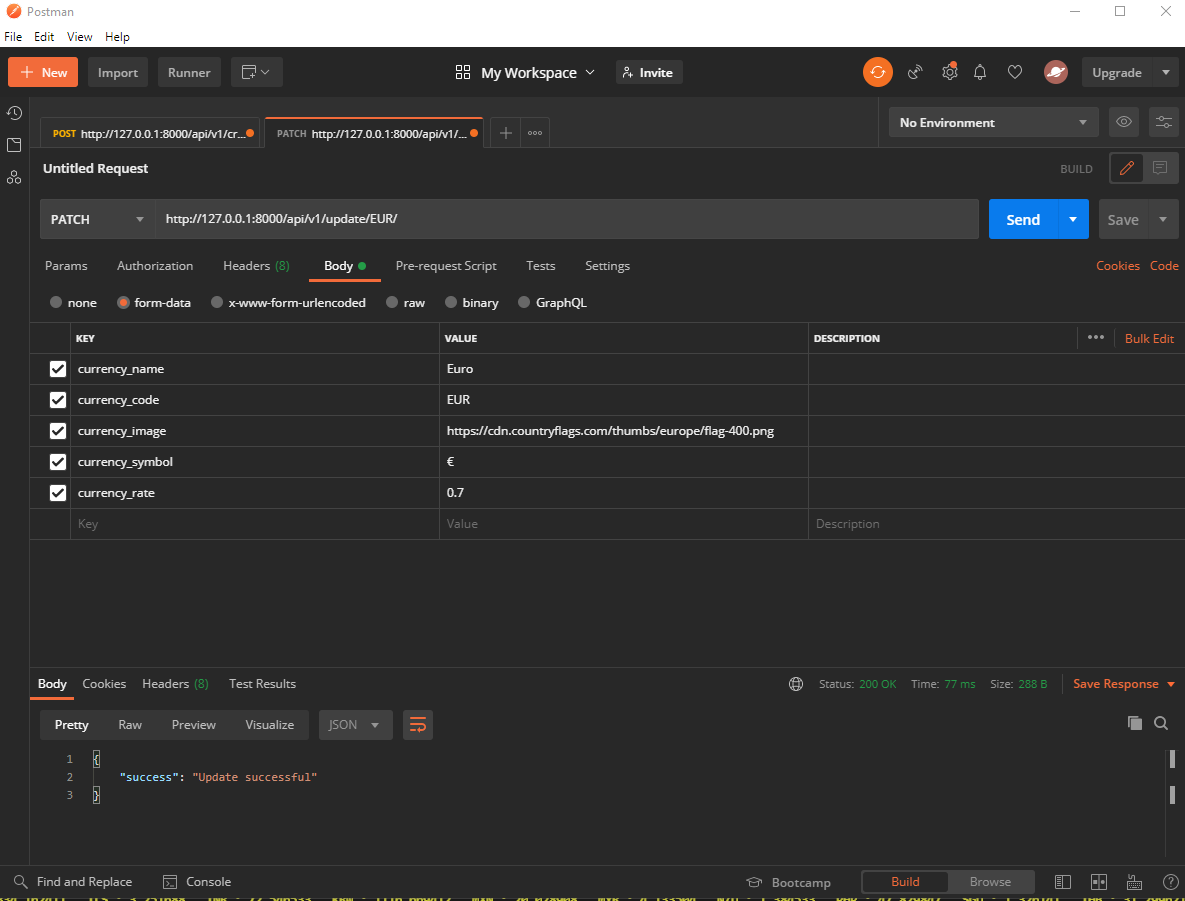 Postman
File Edit View Help
New Import Runner My Workspace Invite Upgrade
POST http://127.0.0.1:8000/api/v1/cr... PATCH http://127.0.0.1:8000/api/v1/... No Environment
Untitled Request BUILD
PATCH http://127.0.0.1:8000/api/v1/update/EUR/ Send Save
Params Authorization Headers (8) Body Pre-request Script Tests Settings Cookies Code
none form-data x-www-form-urlencoded raw binary GraphQL
KEY VALUE DESCRIPTION Bulk Edit
currency_name Euro
currency_code EUR
currency_image https://cdn.countryflags.com/thumbs/europe/flag-400.png
currency_symbol €
currency_rate 0.7
Key Value Description
Body Cookies Headers (8) Test Results Status: 200 OK Time: 77 ms Size: 288 B Save Response
Pretty Raw Preview Visualize JSON
1 {
2 "success": "Update successful"
3 }
Find and Replace Console Bootcamp Build Browse